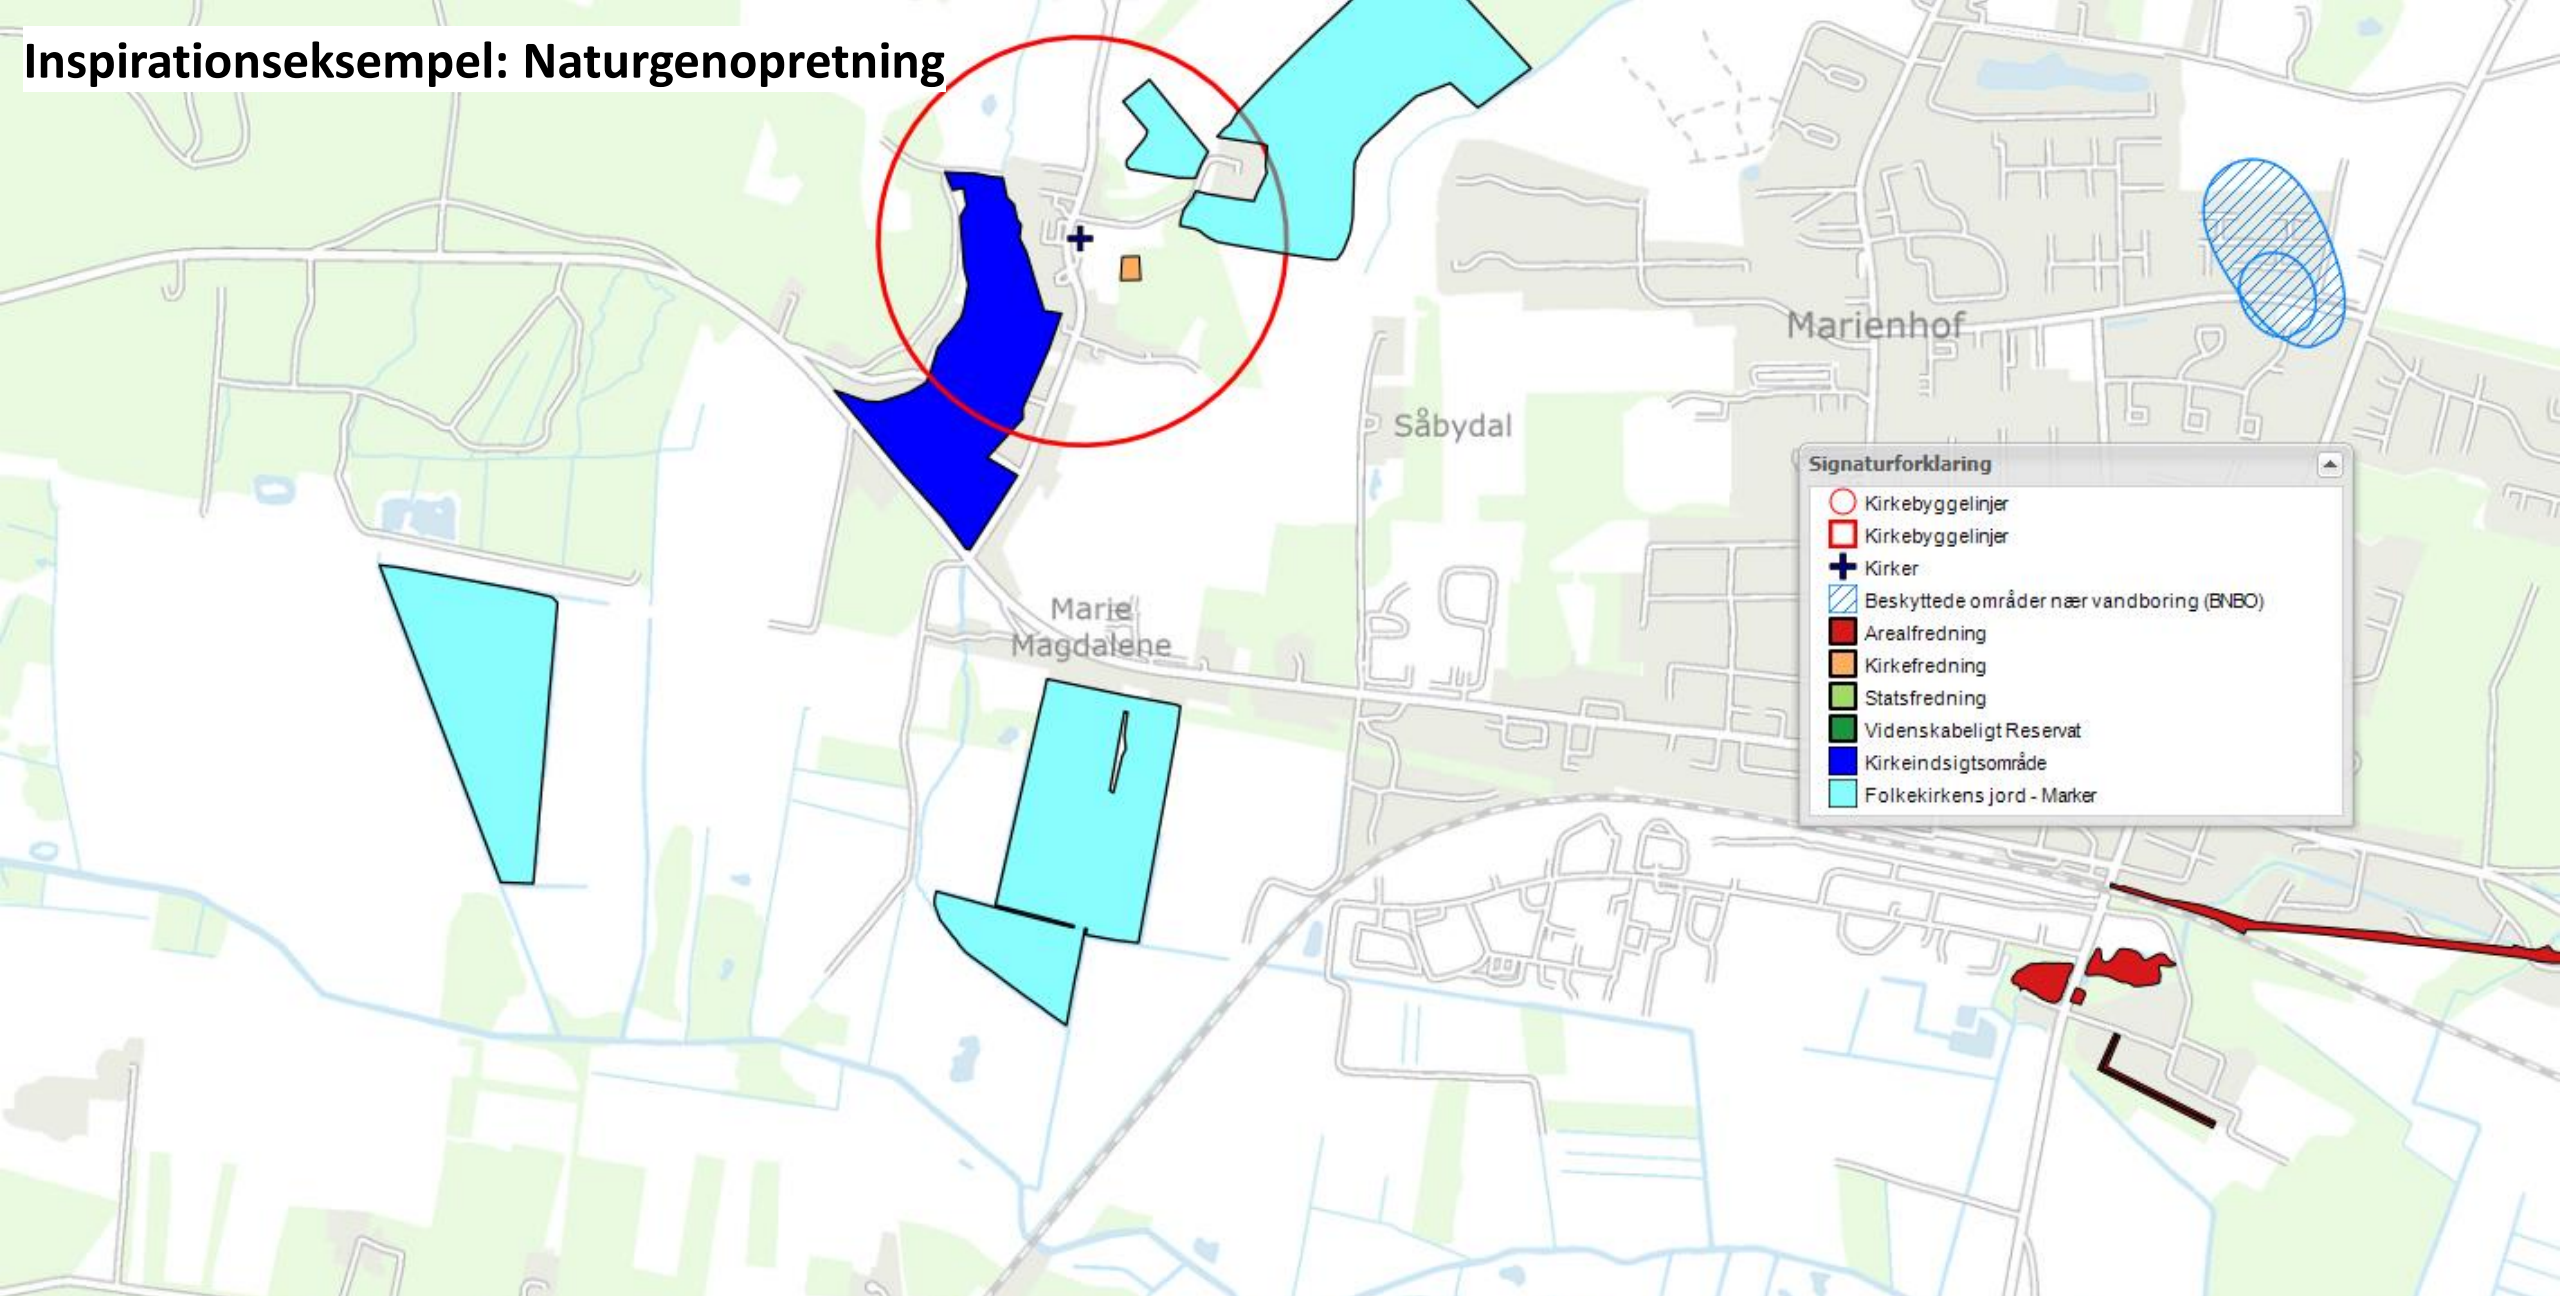 Inspirationseksempel: Naturgenopretning
Marienhof
Såbydal
Marie
Magdalene
Signaturforklaring
Kirkebyggelinjer
Kirkebyggelinjer
Kirker
Beskyttede områder nær vandboring (BNBO)
Arealfredning
Kirkefredning
Statsfredning
Videnskabeligt Reservat
Kirkeindsigtsområde
Folkekirkens jord - Marker